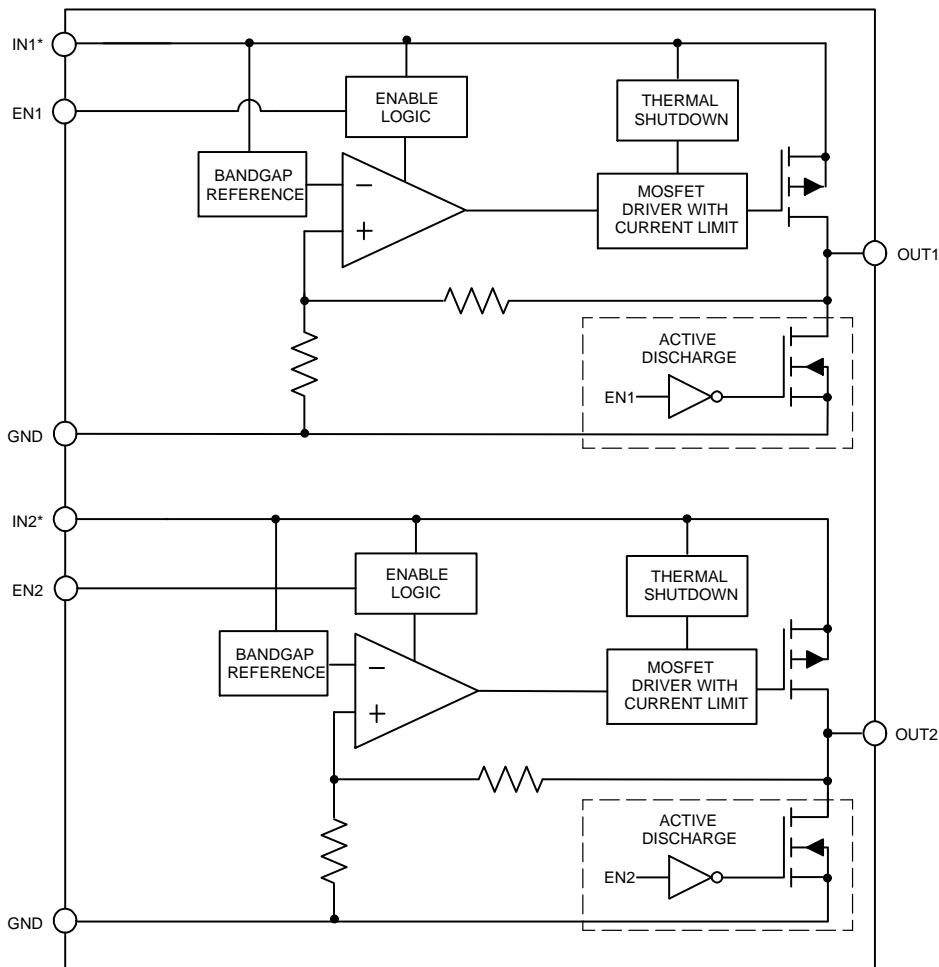 IN1*
EN1
ENABLE
LOGIC
THERMAL
SHUTDOWN
BANDGAP
REFERENCE
−
+
MOSFET
DRIVER WITH
CURRENT LIMIT
OUT1
ACTIVE
DISCHARGE
EN1
GND
IN2*
EN2
ENABLE
LOGIC
THERMAL
SHUTDOWN
BANDGAP
REFERENCE
−
+
MOSFET
DRIVER WITH
CURRENT LIMIT
OUT2
ACTIVE
DISCHARGE
EN2
GND